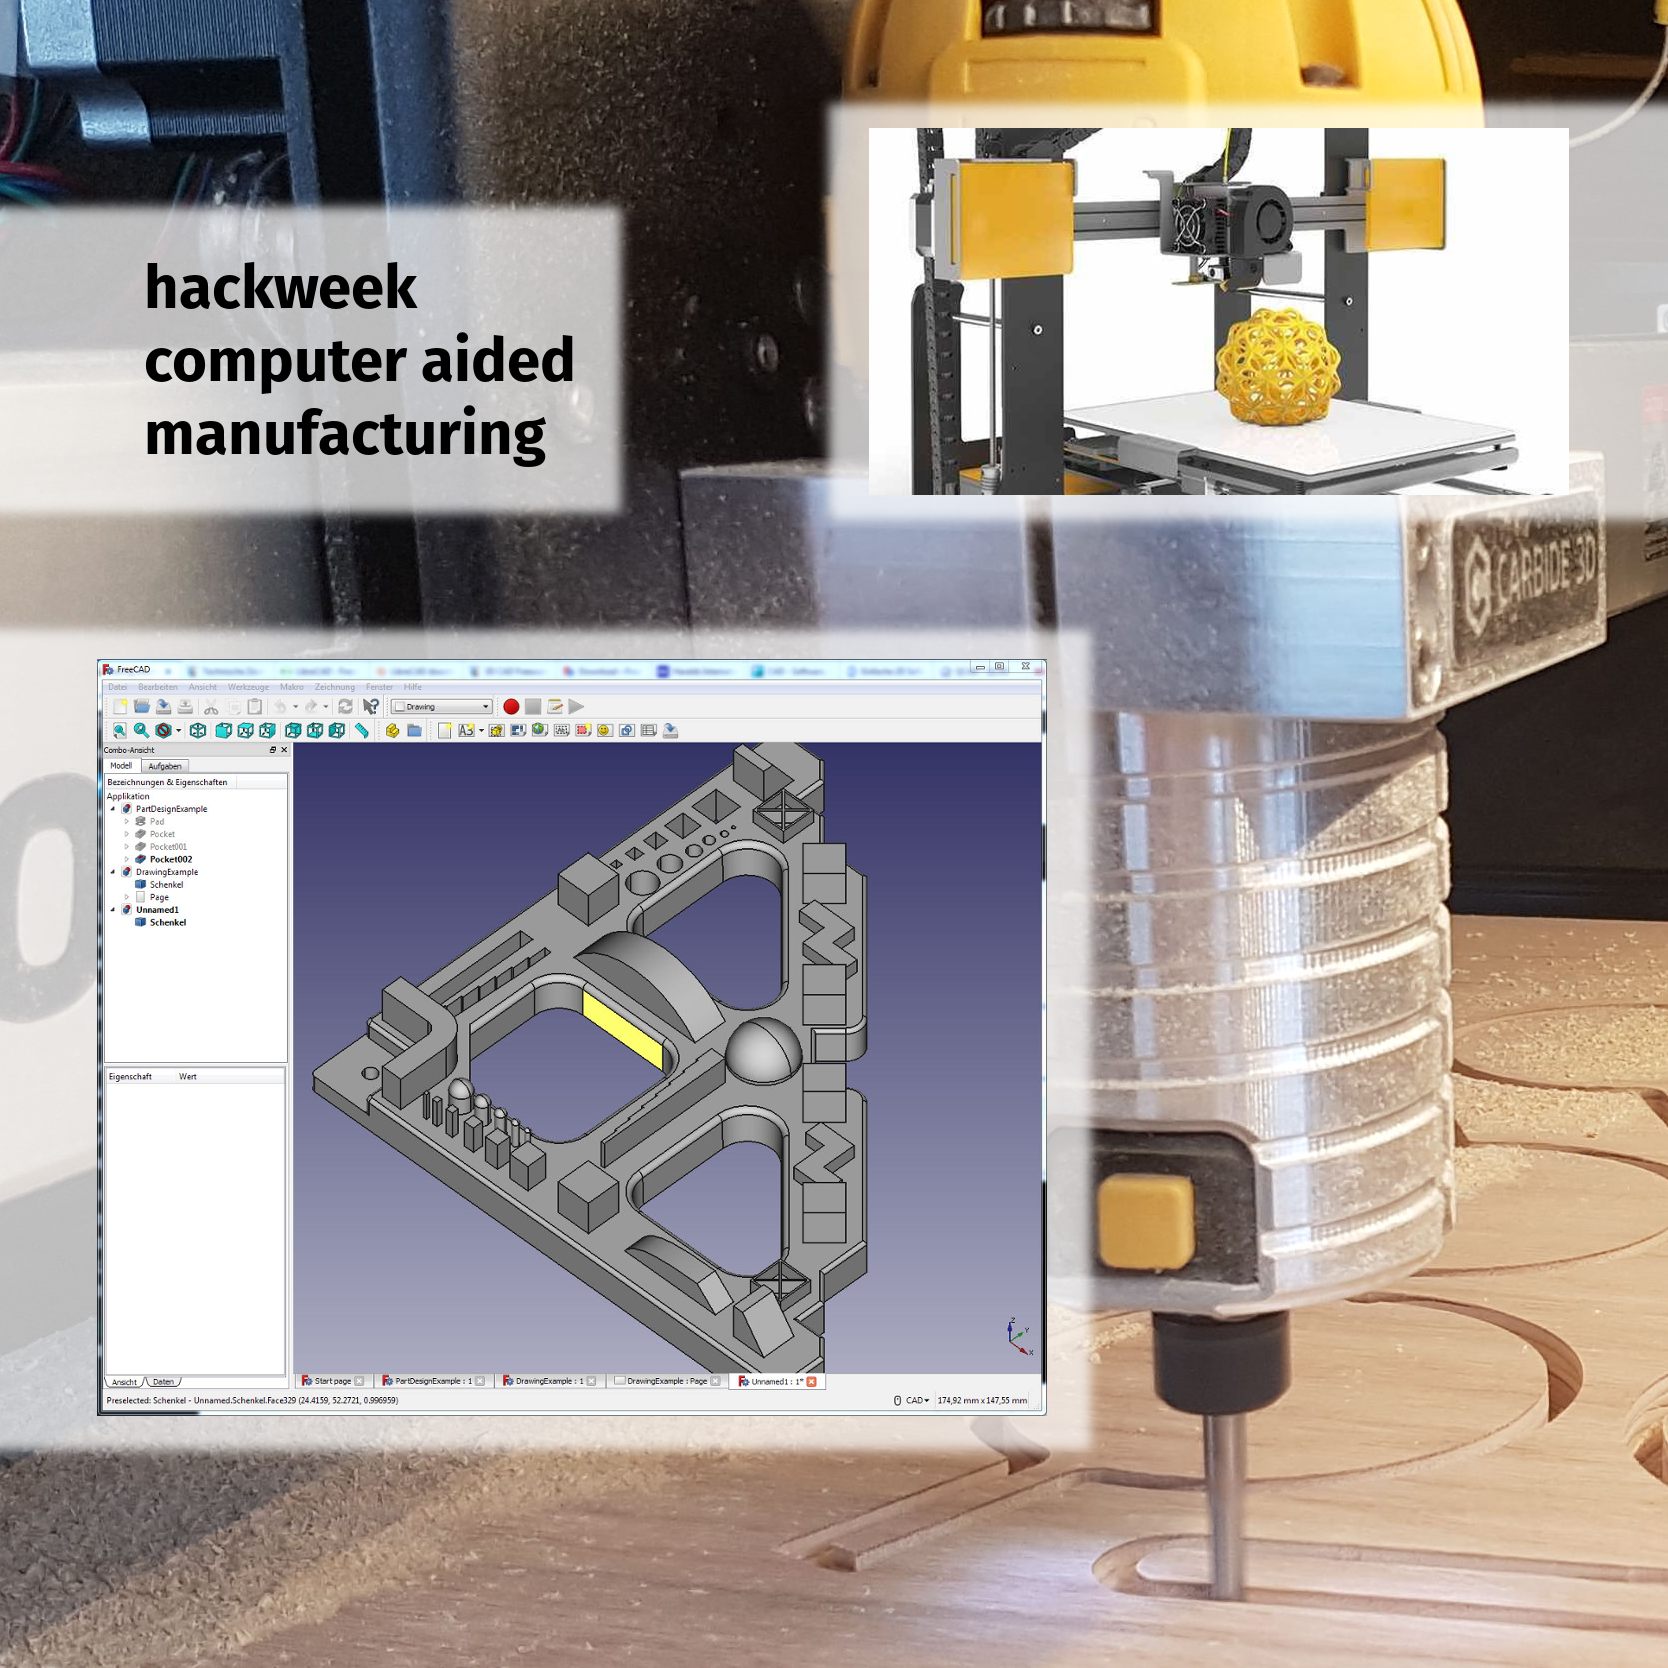 hackweek
computer aided
manufacturing
CARBIDE 3D
FreeCAD
Datei Bearbeiten Ansicht Werkzeuge Makro Zeichnung Fenster Hilfe
Drawing
Combo-Ansicht
Modell Aufgaben
Bezeichnungen & Eigenschaften
Applikation
PartDesignExample
Pad
Pocket
Pocket001
Pocket002
DrawingExample
Schenkel
Page
Unnamed1
Schenkel
Eigenschaft Wert
Z
Y
X
Ansicht Daten
Start page PartDesignExample : 1 DrawingExample : 1 DrawingExample : Page Unnamed1 : 1*
Preselected: Schenkel - Unnamed.Schenkel.Face329 (24.4159, 52.2721, 0.996959) CAD 174,92 mm x 147,55 mm